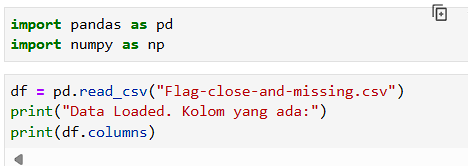 import pandas as pd
import numpy as np
df = pd.read_csv("Flag-close-and-missing.csv")
print("Data Loaded. Kolom yang ada:")
print(df.columns)